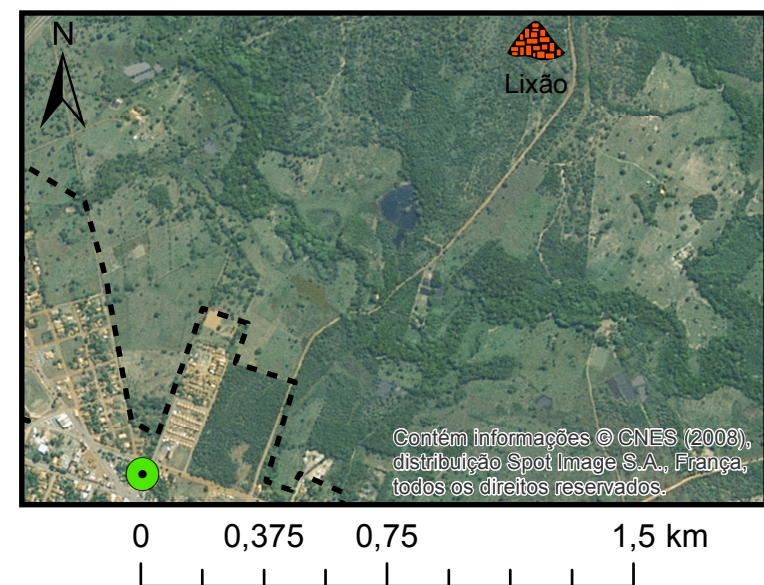 N
Lixão
Contém informações © CNES (2008),
distribuição Spot Image S.A., França,
todos os direitos reservados.
0 0,375 0,75 1,5 km